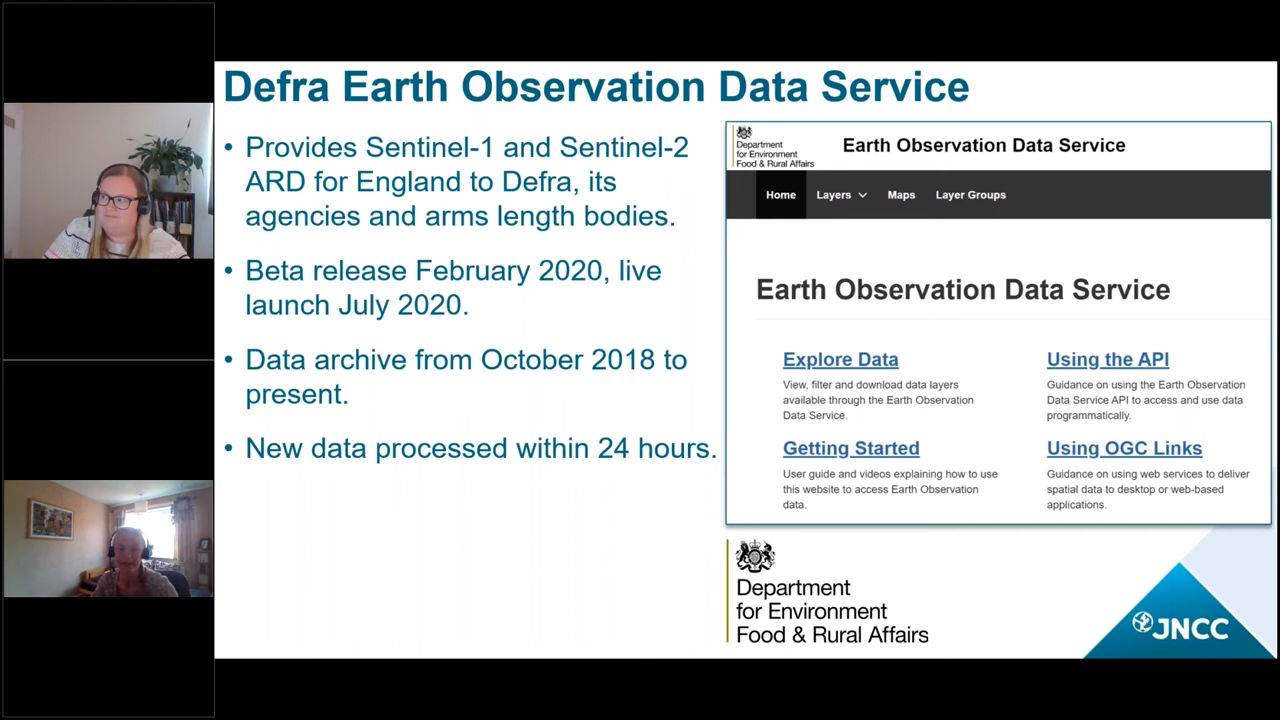 Defra Earth Observation Data Service
• Provides Sentinel-1 and Sentinel-2
ARD for England to Defra, its
agencies and arms length bodies.
• Beta release February 2020, live
launch July 2020.
• Data archive from October 2018 to
present.
• New data processed within 24 hours.
Department
for Environment
Food & Rural Affairs
Earth Observation Data Service
Home Layers Maps Layer Groups
Earth Observation Data Service
Explore Data
View, filter and download data layers
available through the Earth Observation
Data Service.
Using the API
Guidance on using the Earth Observation
Data Service API to access and use data
programmatically.
Getting Started
User guide and videos explaining how to use
this website to access Earth Observation
data.
Using OGC Links
Guidance on using web services to deliver
spatial data to desktop or web-based
applications.
Department
for Environment
Food & Rural Affairs
JNCC